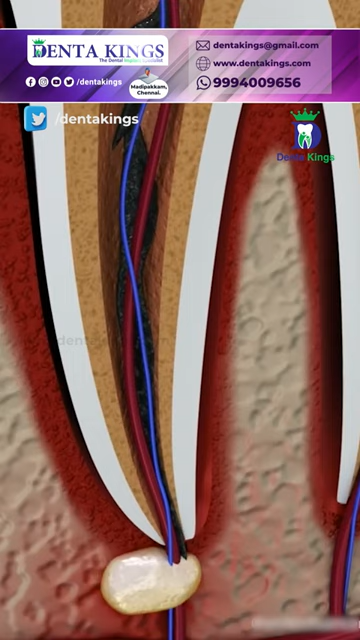 DENTA KINGS
The Dental Implant Specialist
/dentakings
Madipakkam,
Chennai.
dentakings@gmail.com
www.dentakings.com
9994009656
/dentakings
Denta Kings